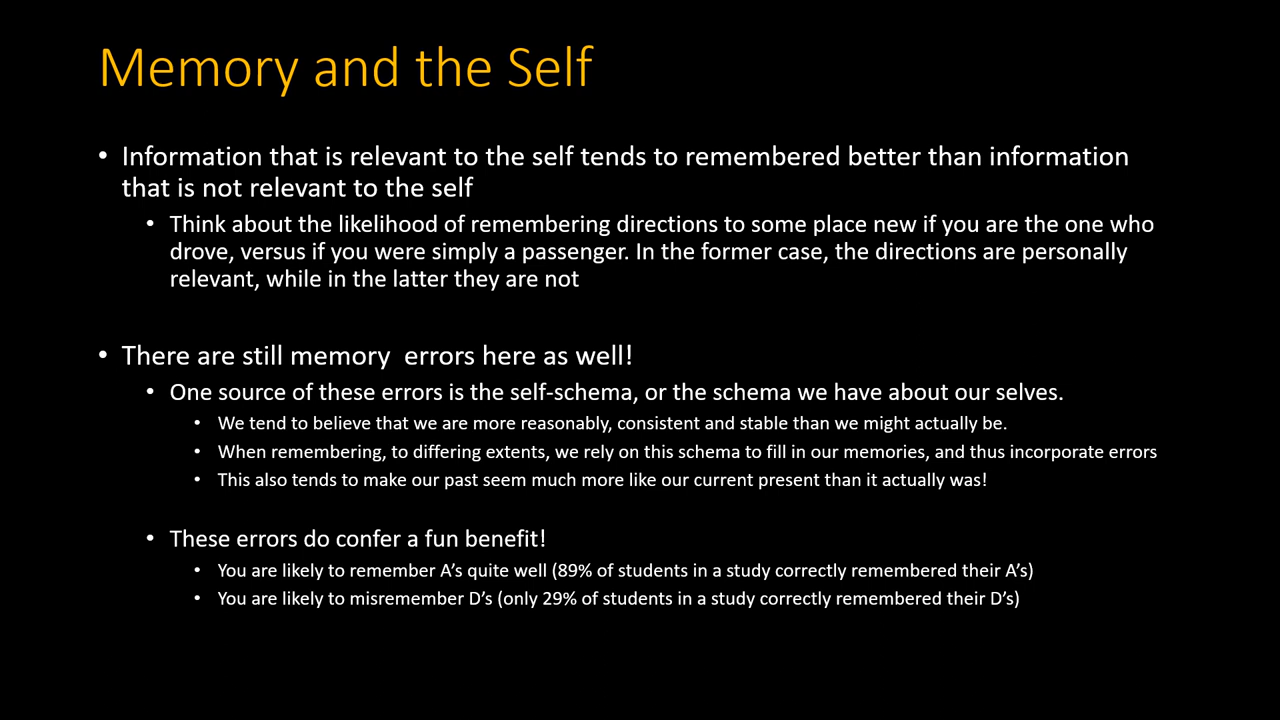 Memory and the Self
• Information that is relevant to the self tends to remembered better than information
that is not relevant to the self
• Think about the likelihood of remembering directions to some place new if you are the one who
drove, versus if you were simply a passenger. In the former case, the directions are personally
relevant, while in the latter they are not
• There are still memory  errors here as well!
• One source of these errors is the self-schema, or the schema we have about our selves.
• We tend to believe that we are more reasonably, consistent and stable than we might actually be.
• When remembering, to differing extents, we rely on this schema to fill in our memories, and thus incorporate errors
• This also tends to make our past seem much more like our current present than it actually was!
• These errors do confer a fun benefit!
• You are likely to remember A’s quite well (89% of students in a study correctly remembered their A’s)
• You are likely to misremember D’s (only 29% of students in a study correctly remembered their D’s)